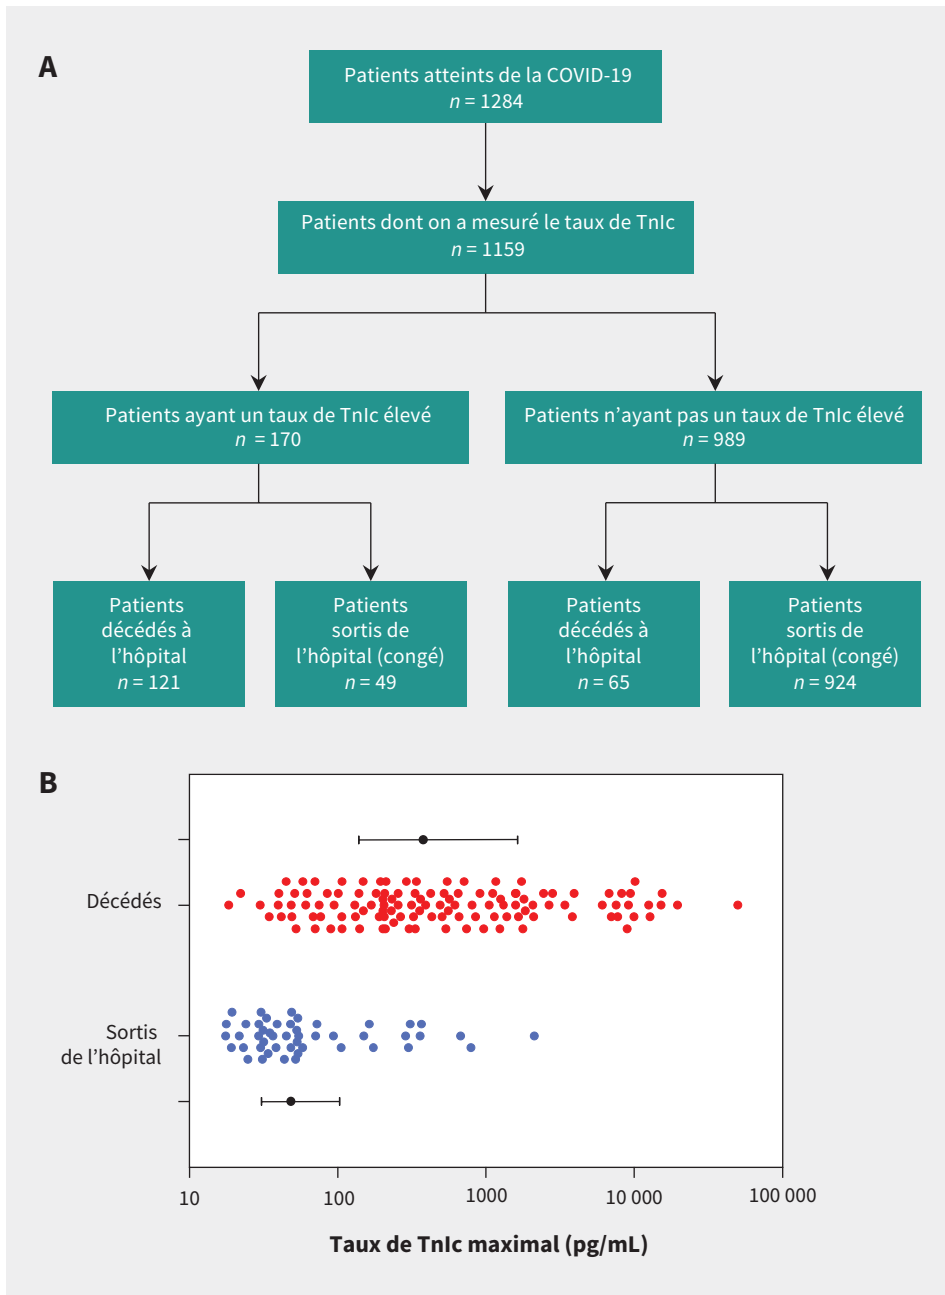 A
Patients atteints de la COVID-19
n = 1284
Patients dont on a mesuré le taux de TnIc
n = 1159
Patients ayant un taux de TnIc élevé
n = 170
Patients n'ayant pas un taux de TnIc élevé
n = 989
Patients
décédés à
l'hôpital
n = 121
Patients
sortis de
l'hôpital (congé)
n = 49
Patients
décédés à
l'hôpital
n = 65
Patients
sortis de
l'hôpital (congé)
n = 924
B
Décédés
Sortis
de l'hôpital
10 100 1000 10 000 100 000
Taux de TnIc maximal (pg/mL)